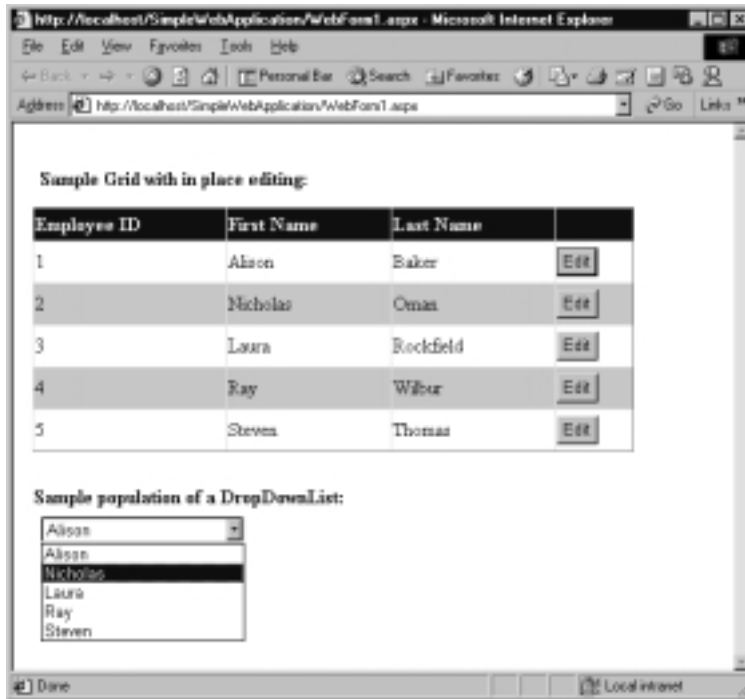 http://localhost/SimpleWebApplication/WebForm1.aspx - Microsoft Internet Explorer
File Edit View Favorites Tools Help
Back Personal Bar Search Favorites
Address http://localhost/SimpleWebApplication/WebForm1.aspx Go Links »
Sample Grid with in place editing:
Employee ID First Name Last Name
1 Alison Baker Edit
2 Nicholas Oman Edit
3 Laura Rockfield Edit
4 Ray Wilbur Edit
5 Steven Thomas Edit
Sample population of a DropDownList:
Alison
Alison
Nicholas
Laura
Ray
Steven
Done Local intranet